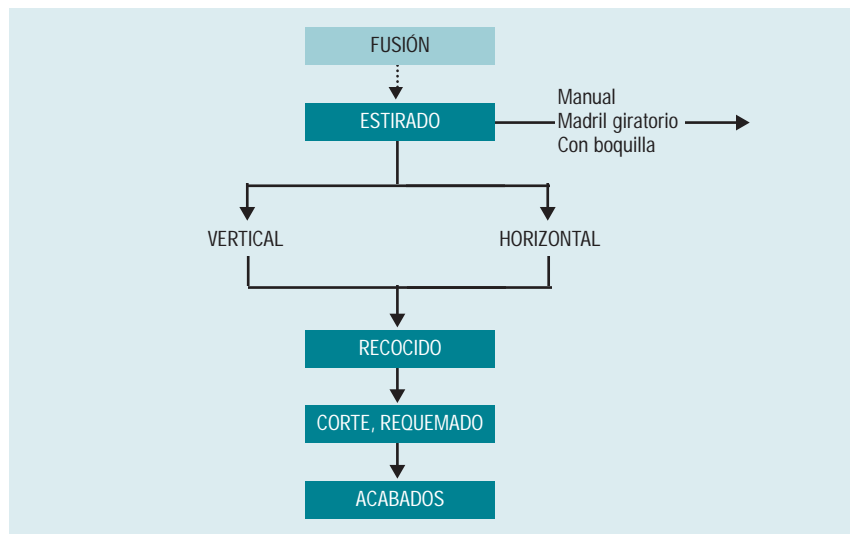 FUSIÓN
ESTIRADO
Manual
Madril giratorio
Con boquilla
VERTICAL
HORIZONTAL
RECOCIDO
CORTE, REQUEMADO
ACABADOS